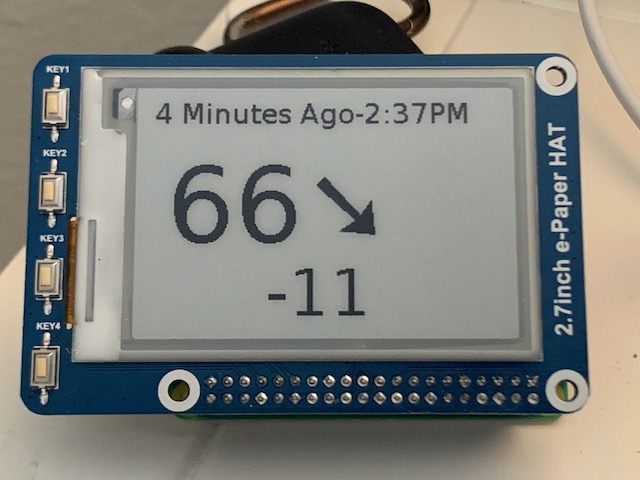 KEY1
KEY2
KEY3
KEY4
4 Minutes Ago-2:37PM
66↘
-11
2.7inch e-Paper HAT